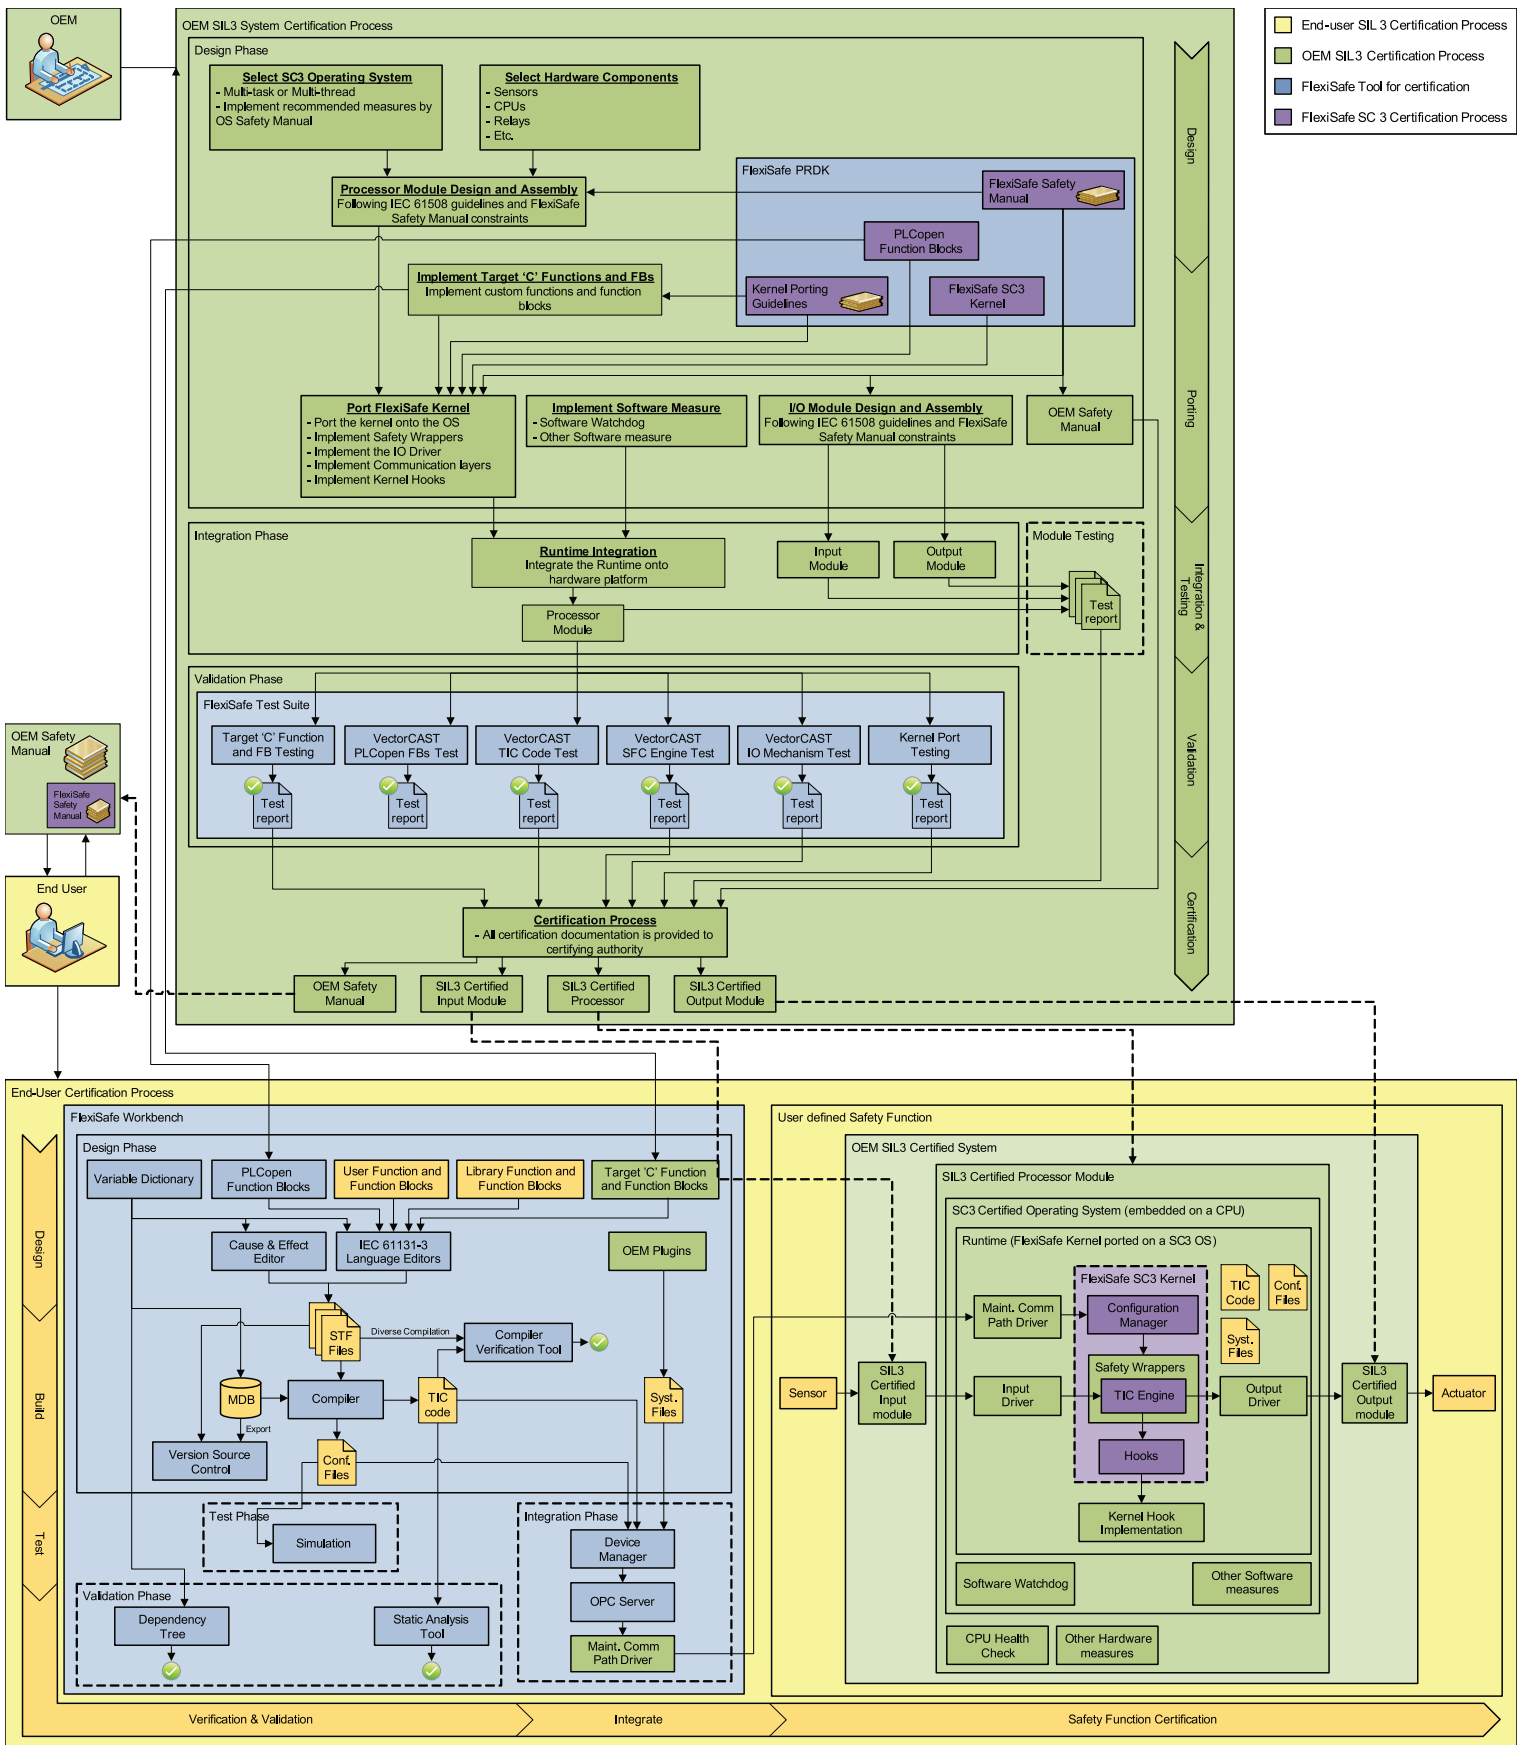 OEM
OEM SIL3 System Certification Process
End-user SIL 3 Certification Process
OEM SIL3 Certification Process
FlexiSafe Tool for certification
FlexiSafe SC 3 Certification Process
Design Phase
Select SC3 Operating System
- Multi-task or Multi-thread
- Implement recommended measures by
OS Safety Manual
Select Hardware Components
- Sensors
- CPUs
- Relays
- Etc.
Design
FlexiSafe PRDK
FlexiSafe Safety
Manual
Processor Module Design and Assembly
Following IEC 61508 guidelines and FlexiSafe
Safety Manual constraints
PLCopen
Function Blocks
Implement Target ‘C’ Functions and FBs
Implement custom functions and function
blocks
Kernel Porting
Guidelines
FlexiSafe SC3
Kernel
Porting
Port FlexiSafe Kernel
- Port the kernel onto the OS
- Implement Safety Wrappers
- Implement the IO Driver
- Implement Communication layers
- Implement Kernel Hooks
Implement Software Measure
- Software Watchdog
- Other Software measure
I/O Module Design and Assembly
Following IEC 61508 guidelines and FlexiSafe
Safety Manual constraints
OEM Safety
Manual
Integration Phase
Runtime Integration
Integrate the Runtime onto
hardware platform
Input
Module
Output
Module
Module Testing
Test
report
Integration &
Testing
Processor
Module
Validation Phase
FlexiSafe Test Suite
Target ‘C’ Function
and FB Testing
VectorCAST
PLCopen FBs Test
VectorCAST
TIC Code Test
VectorCAST
SFC Engine Test
VectorCAST
IO Mechanism Test
Kernel Port
Testing
Test
report
Test
report
Test
report
Test
report
Test
report
Test
report
Validation
OEM Safety
Manual
FlexiSafe
Safety
Manual
End User
Certification
Certification Process
- All certification documentation is provided to
certifying authority
OEM Safety
Manual
SIL3 Certified
Input Module
SIL3 Certified
Processor
SIL3 Certified
Output Module
End-User Certification Process
FlexiSafe Workbench
Design Phase
Variable Dictionary
PLCopen
Function Blocks
User Function and
Function Blocks
Library Function and
Function Blocks
Target ‘C’ Function
and Function Blocks
Design
Cause & Effect
Editor
IEC 61131-3
Language Editors
OEM Plugins
STF
Files
Diverse Compilation
Compiler
Verification Tool
Build
MDB
Compiler
TIC
code
Syst.
Files
Export
Version Source
Control
Conf.
Files
Test
Test Phase
Simulation
Integration Phase
Device
Manager
OPC Server
Maint. Comm
Path Driver
Validation Phase
Dependency
Tree
Static Analysis
Tool
User defined Safety Function
OEM SIL3 Certified System
SIL3 Certified Processor Module
SC3 Certified Operating System (embedded on a CPU)
Runtime (FlexiSafe Kernel ported on a SC3 OS)
FlexiSafe SC3 Kernel
Maint. Comm
Path Driver
Configuration
Manager
TIC
Code
Conf.
Files
Syst.
Files
Safety Wrappers
TIC Engine
Sensor
SIL3
Certified
Input
module
Input
Driver
Output
Driver
SIL3
Certified
Output
module
Actuator
Hooks
Kernel Hook
Implementation
Software Watchdog
Other Software
measures
CPU Health
Check
Other Hardware
measures
Verification & Validation
Integrate
Safety Function Certification